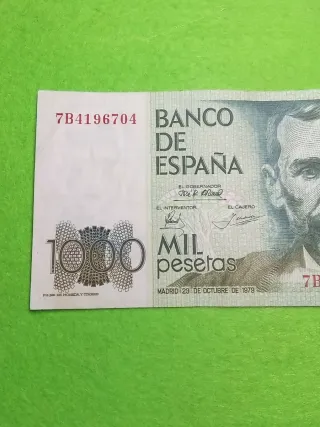 7B4196704
BANCO
DE
ESPAÑA
EL GOBERNADOR
EL INTERVENTOR EL CAJERO
1000
MIL
pesetas
MADRID 23 DE OCTUBRE DE 1979
7B